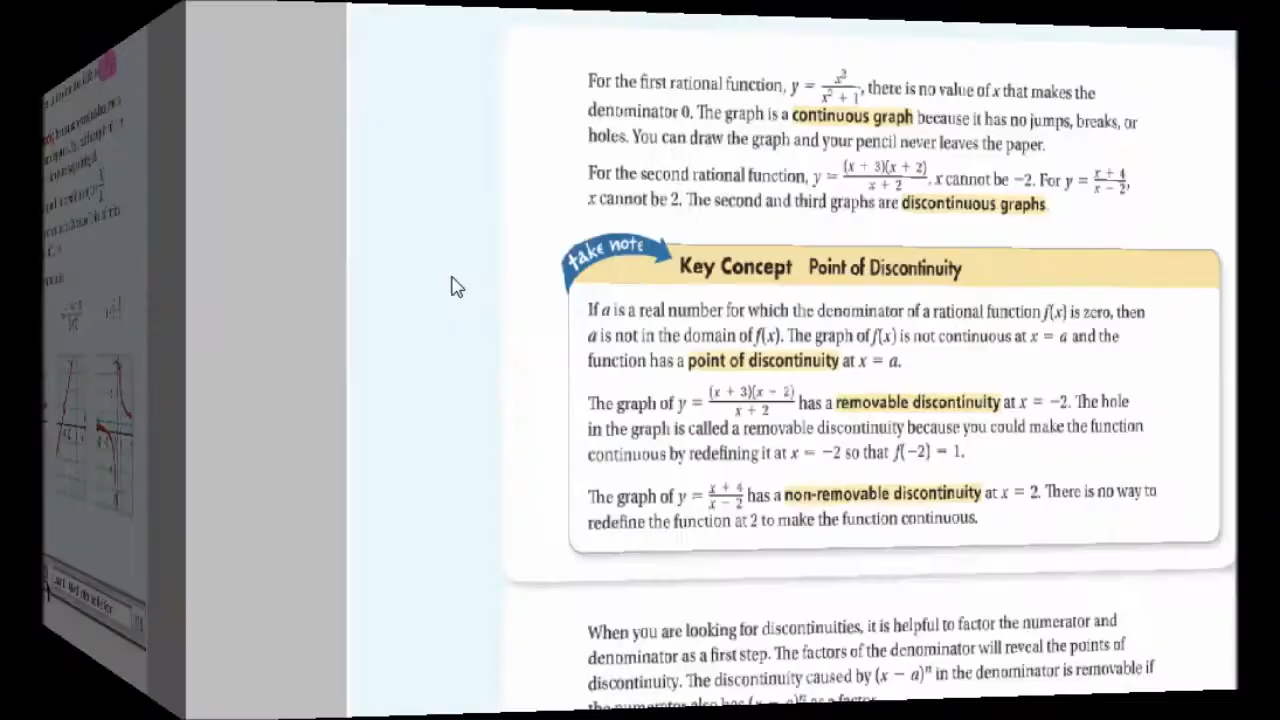 For the first rational function, y = x²/(x² + 1), there is no value of x that makes the
denominator 0. The graph is a continuous graph because it has no jumps, breaks, or
holes. You can draw the graph and your pencil never leaves the paper.
For the second rational function, y = (x + 3)(x + 2)/(x + 2), x cannot be −2. For y = (x + 4)/(x − 2),
x cannot be 2. The second and third graphs are discontinuous graphs.
take note
Key Concept Point of Discontinuity
If a is a real number for which the denominator of a rational function f(x) is zero, then
a is not in the domain of f(x). The graph of f(x) is not continuous at x = a and the
function has a point of discontinuity at x = a.
The graph of y = (x + 3)(x + 2)/(x + 2) has a removable discontinuity at x = −2. The hole
in the graph is called a removable discontinuity because you could make the function
continuous by redefining it at x = −2 so that f(−2) = 1.
The graph of y = (x + 4)/(x − 2) has a non-removable discontinuity at x = 2. There is no way to
redefine the function at 2 to make the function continuous.
When you are looking for discontinuities, it is helpful to factor the numerator and
denominator as a first step. The factors of the denominator will reveal the points of
discontinuity. The discontinuity caused by (x − a)ⁿ in the denominator is removable if
the numerator also has